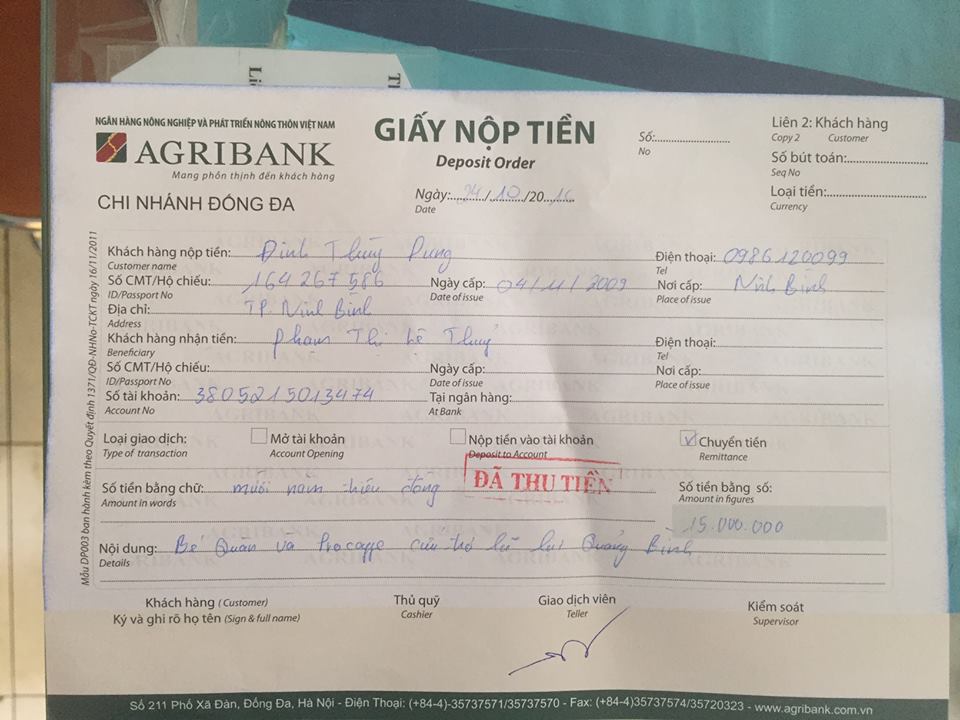 NGÂN HÀNG NÔNG NGHIỆP VÀ PHÁT TRIỂN NÔNG THÔN VIỆT NAM
AGRIBANK
Mang phồn thịnh đến khách hàng
CHI NHÁNH ĐỐNG ĐA
GIẤY NỘP TIỀN
Deposit Order
Ngày:...24.../...10.../20...16...
Date
Số:
No
Liên 2: Khách hàng
Copy 2 Customer
Số bút toán:
Seq No
Loại tiền:
Currency
Mẫu DP003 ban hành kèm theo Quyết định 1371/QĐ-NHNo-TCKT ngày 16/11/2011
Khách hàng nộp tiền: Đinh Thùy Dung Điện thoại: 0986120099
Customer name Tel
Số CMT/Hộ chiếu: 164267586 Ngày cấp: 04/11/2009 Nơi cấp: Ninh Bình
ID/Passport No Date of issue Place of issue
Địa chỉ: TP. Ninh Bình
Address
Khách hàng nhận tiền: Phạm Thị Lê Thuỷ Điện thoại:
Beneficiary Tel
Số CMT/Hộ chiếu: Ngày cấp: Nơi cấp:
ID/Passport No Date of issue Place of issue
Số tài khoản: 3805215013474 Tại ngân hàng:
Account No At Bank
Loại giao dịch: Mở tài khoản Nộp tiền vào tài khoản Chuyển tiền
Type of transaction Account Opening Deposit to Account Remittance
ĐÃ THU TIỀN
Số tiền bằng chữ: mười năm triệu đồng Số tiền bằng số:
Amount in words Amount in figures
15.000.000
Nội dung: Bé Quân và Procaffe cứu trợ lũ lụt Quảng Bình
Details
Khách hàng (Customer) Thủ quỹ Giao dịch viên Kiểm soát
Ký và ghi rõ họ tên (Sign & full name) Cashier Teller Supervisor
Số 211 Phố Xã Đàn, Đống Đa, Hà Nội - Điện Thoại: (+84-4)-35737571/35737570 - Fax: (+84-4)35737574/35720323 - www.agribank.com.vn